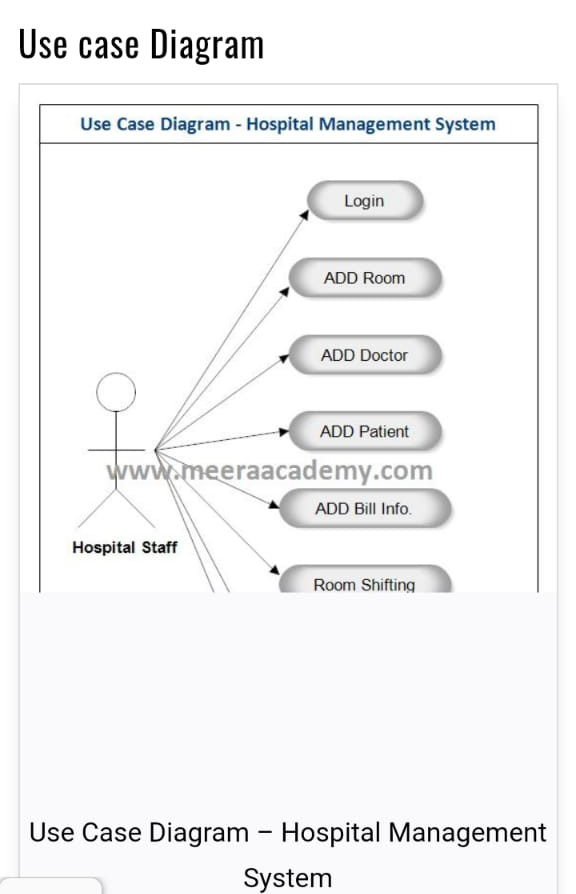 Use case Diagram
Use Case Diagram - Hospital Management System
Login
ADD Room
ADD Doctor
ADD Patient
www.meeraacademy.com
ADD Bill Info.
Hospital Staff
Room Shifting
Use Case Diagram – Hospital Management
System